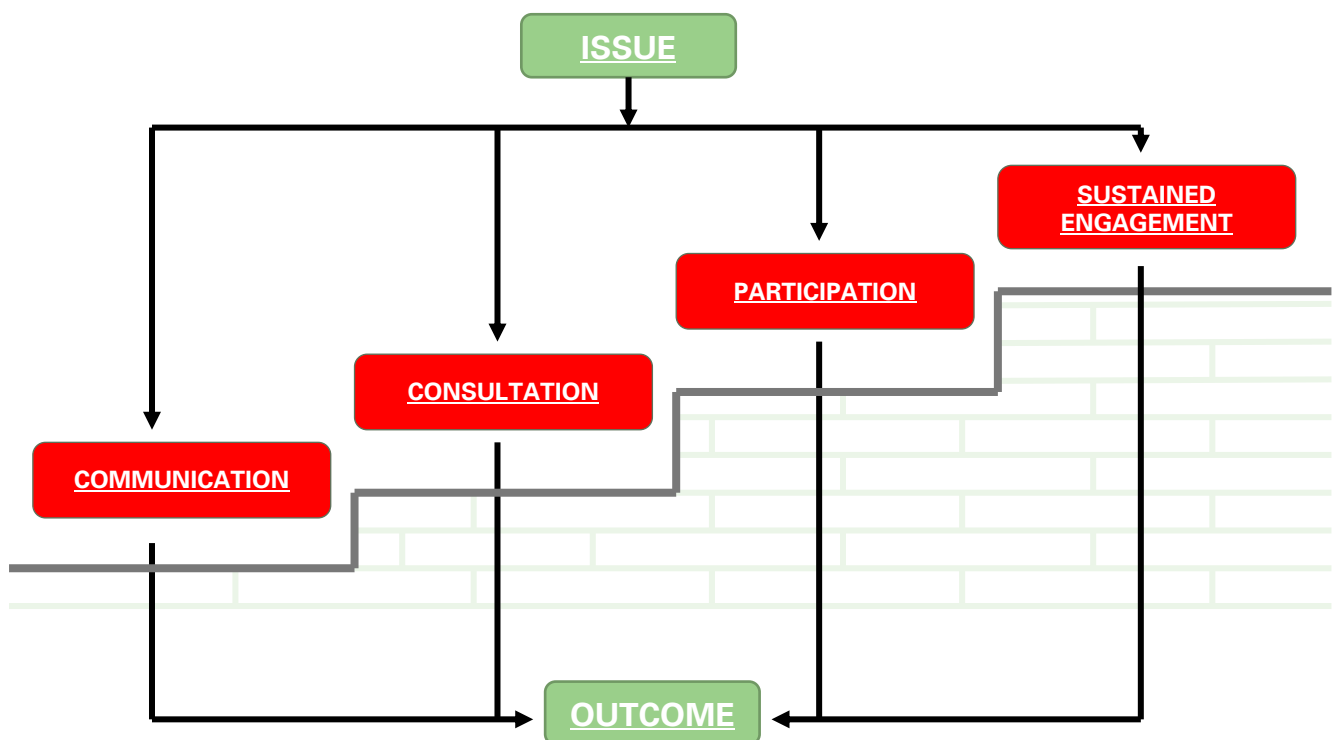 ISSUE
SUSTAINED
ENGAGEMENT
PARTICIPATION
CONSULTATION
COMMUNICATION
OUTCOME